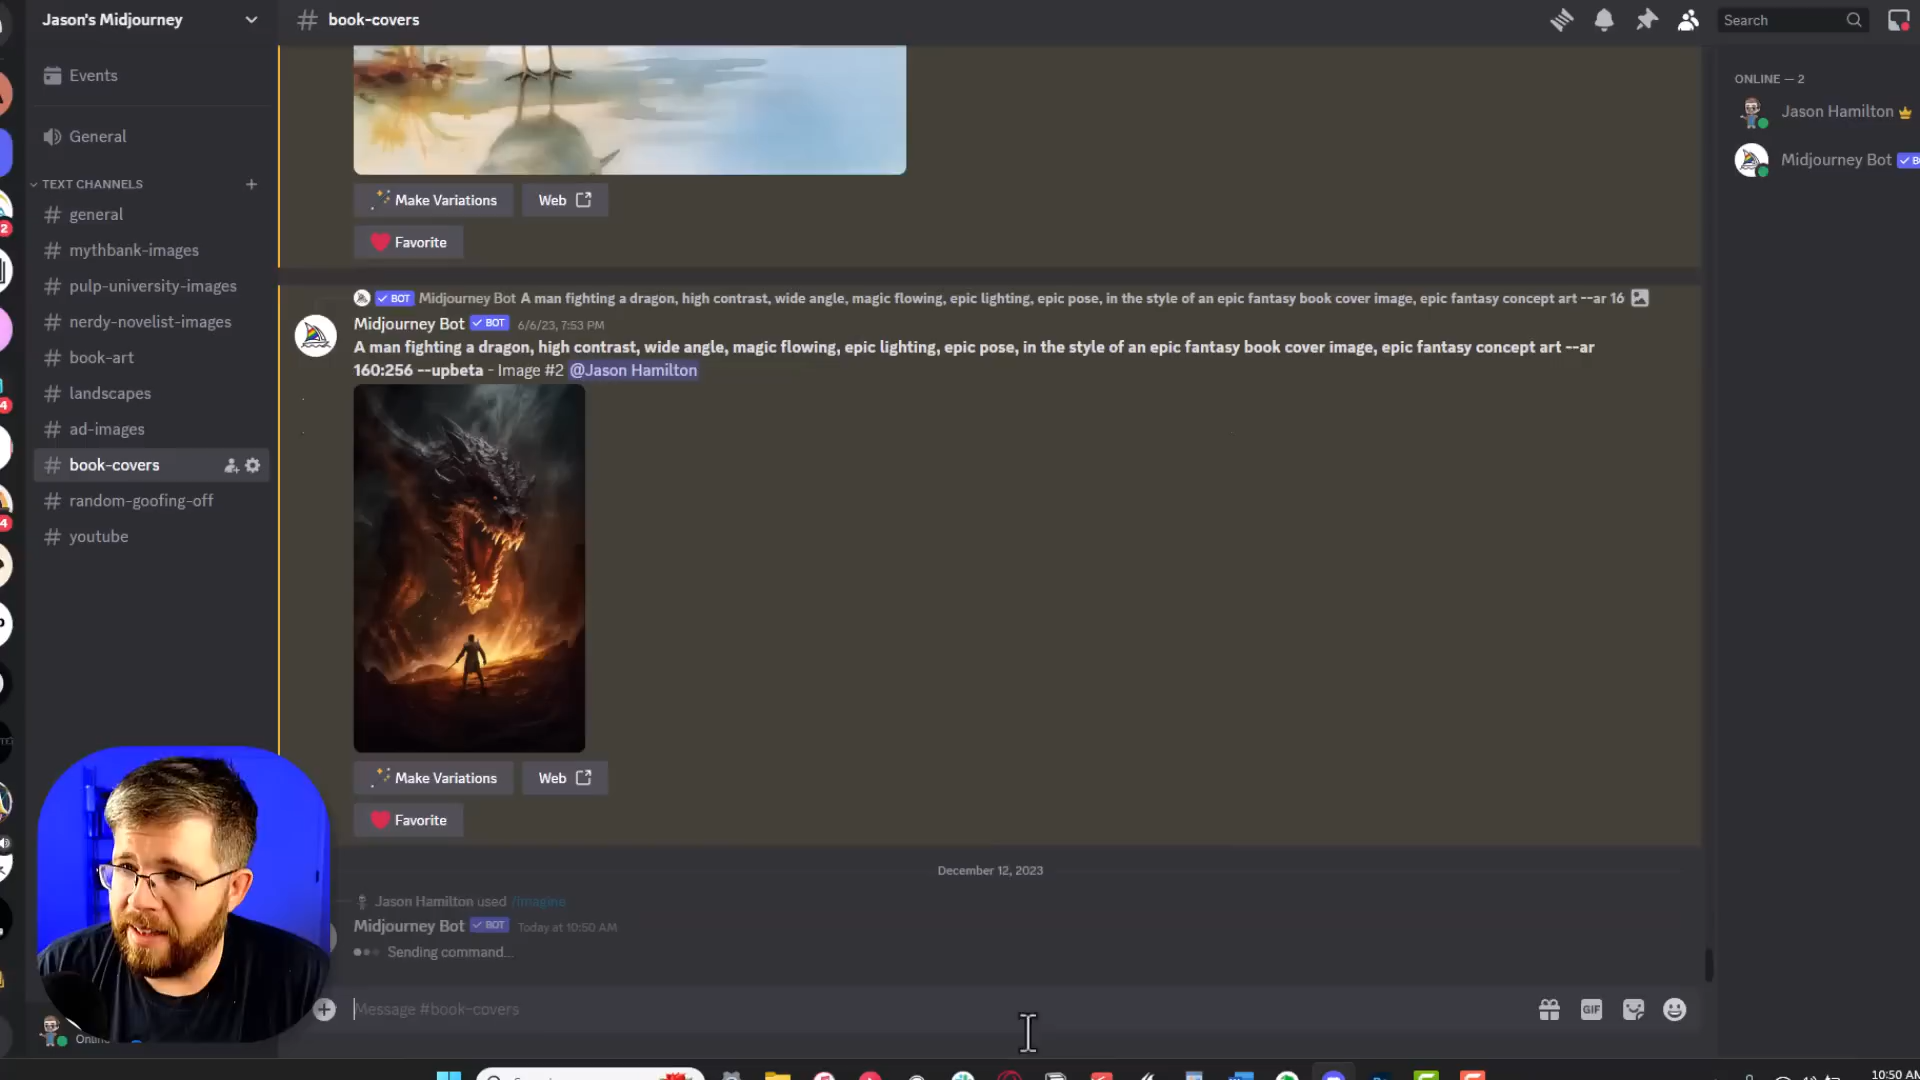 Jason's Midjourney
Events
General
TEXT CHANNELS
general
mythbank-images
pulp-university-images
nerdy-novelist-images
book-art
landscapes
ad-images
book-covers
random-goofing-off
youtube
2
4
4
Online
book-covers
Search
Make Variations
Web
Favorite
BOT Midjourney Bot A man fighting a dragon, high contrast, wide angle, magic flowing, epic lighting, epic pose, in the style of an epic fantasy book cover image, epic fantasy concept art --ar 16
Midjourney Bot BOT 6/6/23, 7:53 PM
A man fighting a dragon, high contrast, wide angle, magic flowing, epic lighting, epic pose, in the style of an epic fantasy book cover image, epic fantasy concept art --ar
160:256 --upbeta - Image #2 @Jason Hamilton
Make Variations
Web
Favorite
December 12, 2023
Jason Hamilton used /imagine
Midjourney Bot BOT Today at 10:50 AM
Sending command...
Message #book-covers
GIF
ONLINE — 2
Jason Hamilton
Midjourney Bot
10:50 AM